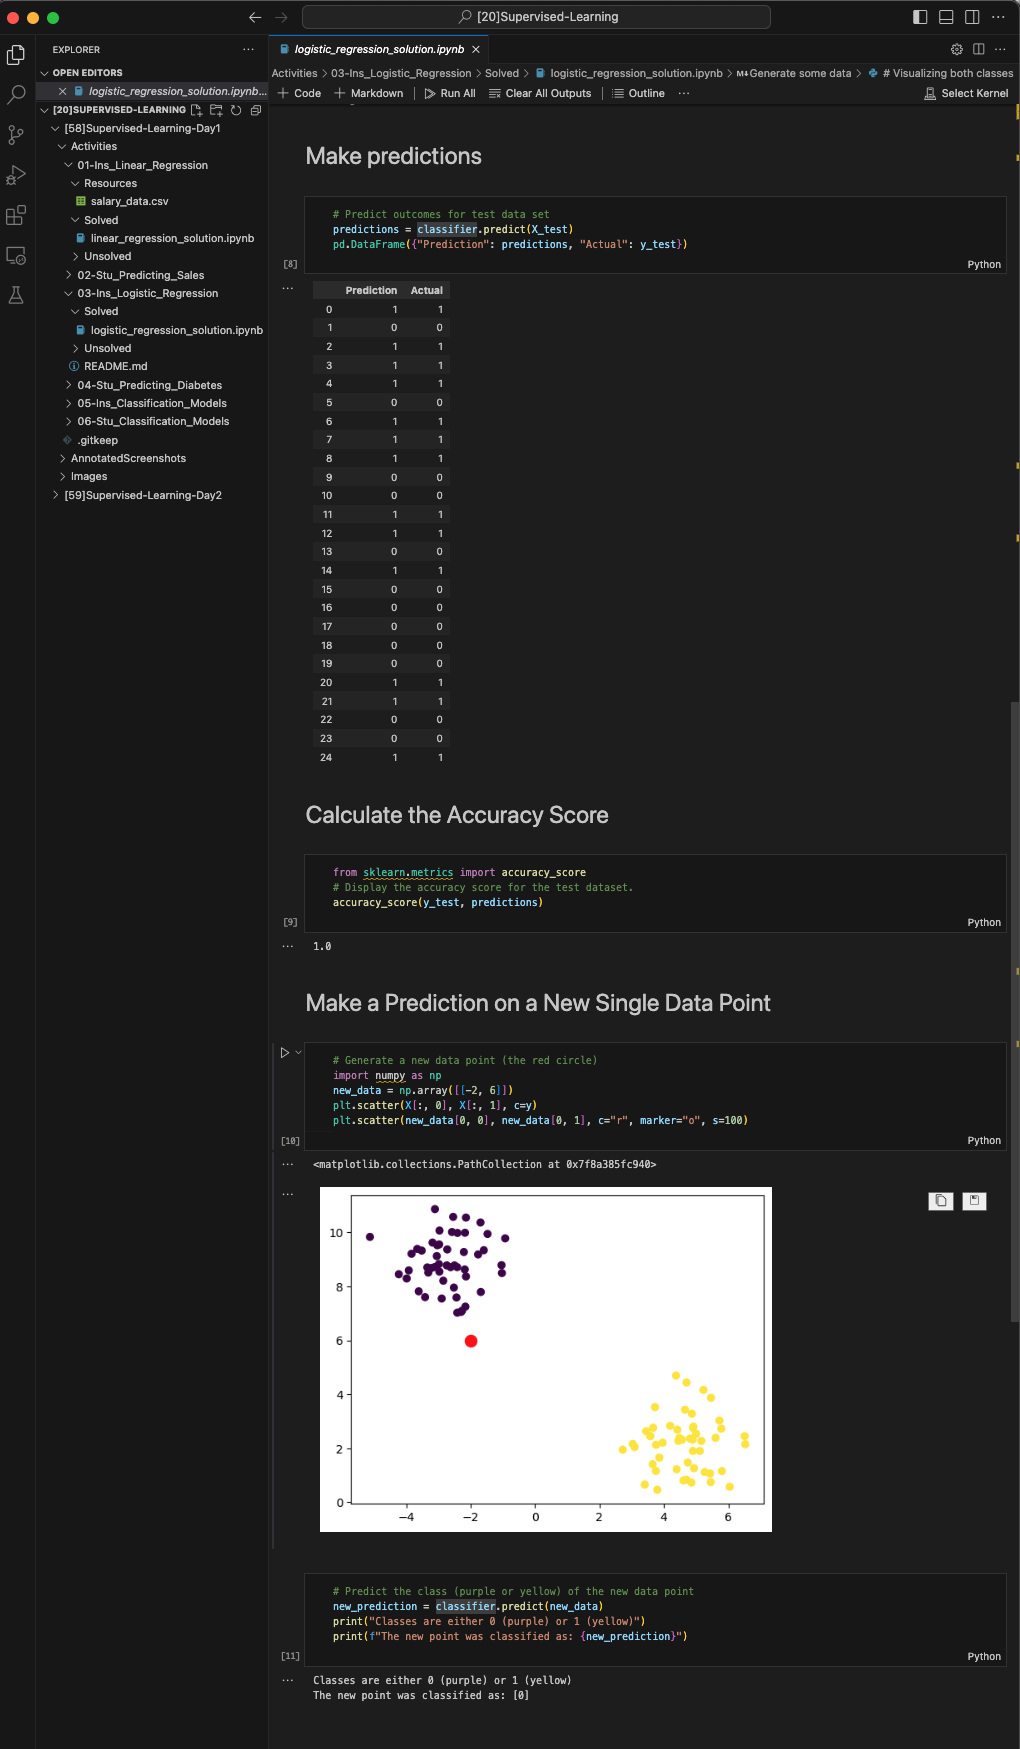 [20]Supervised-Learning
EXPLORER
logistic_regression_solution.ipynb
OPEN EDITORS
logistic_regression_solution.ipynb...
[20]SUPERVISED-LEARNING
[58]Supervised-Learning-Day1
Activities
01-Ins_Linear_Regression
Resources
salary_data.csv
Solved
linear_regression_solution.ipynb
Unsolved
02-Stu_Predicting_Sales
03-Ins_Logistic_Regression
Solved
logistic_regression_solution.ipynb
Unsolved
README.md
04-Stu_Predicting_Diabetes
05-Ins_Classification_Models
06-Stu_Classification_Models
.gitkeep
AnnotatedScreenshots
Images
[59]Supervised-Learning-Day2
Activities > 03-Ins_Logistic_Regression > Solved > logistic_regression_solution.ipynb > M↓Generate some data > # Visualizing both classes
+ Code + Markdown | Run All Clear All Outputs | Outline ... Select Kernel
Make predictions
# Predict outcomes for test data set
predictions = classifier.predict(X_test)
pd.DataFrame({"Prediction": predictions, "Actual": y_test})
[8] Python
Prediction Actual
0 1 1
1 0 0
2 1 1
3 1 1
4 1 1
5 0 0
6 1 1
7 1 1
8 1 1
9 0 0
10 0 0
11 1 1
12 1 1
13 0 0
14 1 1
15 0 0
16 0 0
17 0 0
18 0 0
19 0 0
20 1 1
21 1 1
22 0 0
23 0 0
24 1 1
Calculate the Accuracy Score
from sklearn.metrics import accuracy_score
# Display the accuracy score for the test dataset.
accuracy_score(y_test, predictions)
[9] Python
1.0
Make a Prediction on a New Single Data Point
# Generate a new data point (the red circle)
import numpy as np
new_data = np.array([[-2, 6]])
plt.scatter(X[:, 0], X[:, 1], c=y)
plt.scatter(new_data[0, 0], new_data[0, 1], c="r", marker="o", s=100)
[10] Python
<matplotlib.collections.PathCollection at 0x7f8a385fc940>
10
8
6
4
2
0
−4 −2 0 2 4 6
# Predict the class (purple or yellow) of the new data point
new_prediction = classifier.predict(new_data)
print("Classes are either 0 (purple) or 1 (yellow)")
print(f"The new point was classified as: {new_prediction}")
[11] Python
Classes are either 0 (purple) or 1 (yellow)
The new point was classified as: [0]